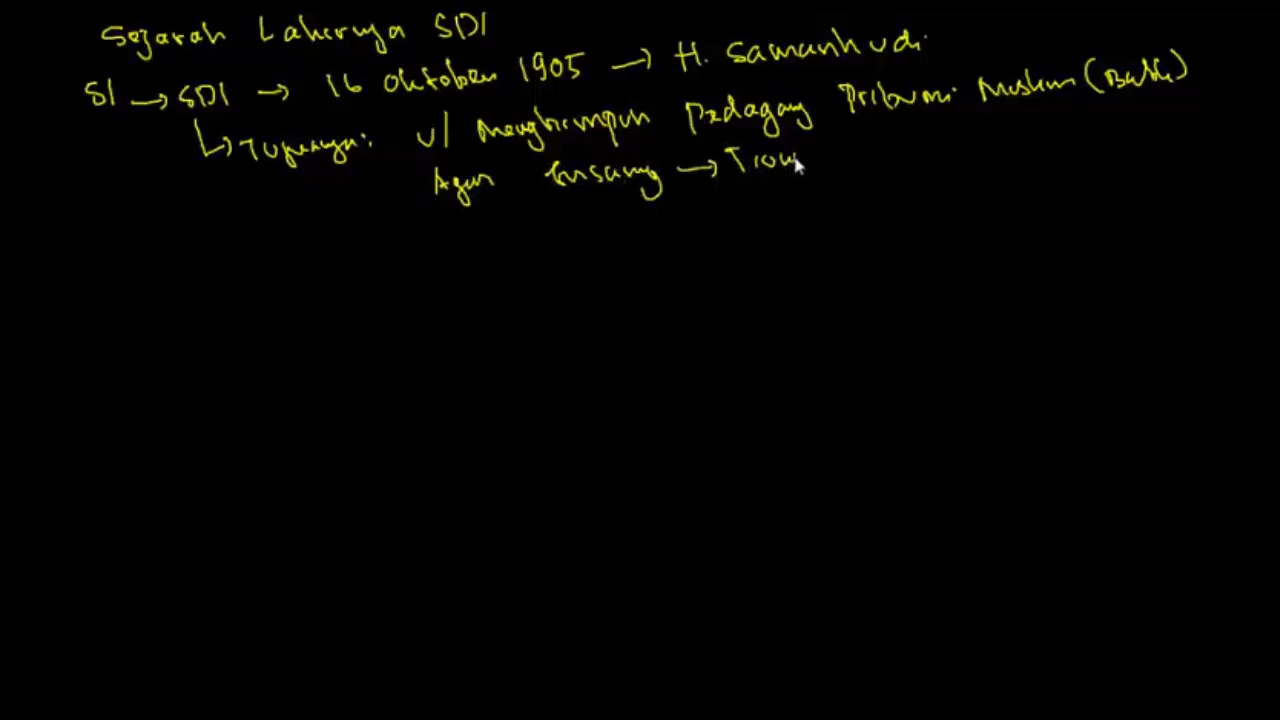 Sejarah Lahirnya SDI
SI → SDI → 16 Oktober 1905 → H. Samanhudi
↳ Tujuannya: u/ Menghimpun Pedagang Pribumi Muslim (Batik)
Agar bersaing → Tiong